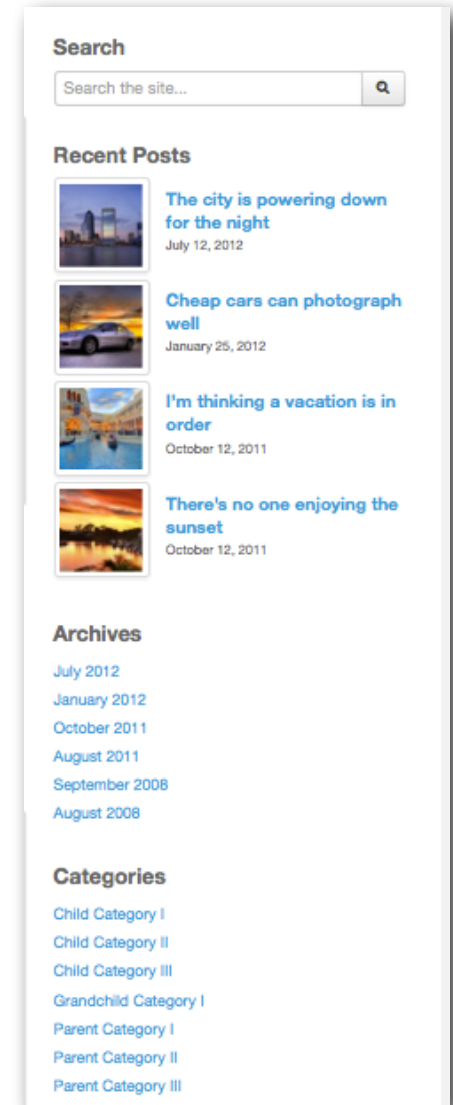 Search
Search the site...
Recent Posts
The city is powering down
for the night
July 12, 2012
Cheap cars can photograph
well
January 25, 2012
I'm thinking a vacation is in
order
October 12, 2011
There's no one enjoying the
sunset
October 12, 2011
Archives
July 2012
January 2012
October 2011
August 2011
September 2008
August 2008
Categories
Child Category I
Child Category II
Child Category III
Grandchild Category I
Parent Category I
Parent Category II
Parent Category III